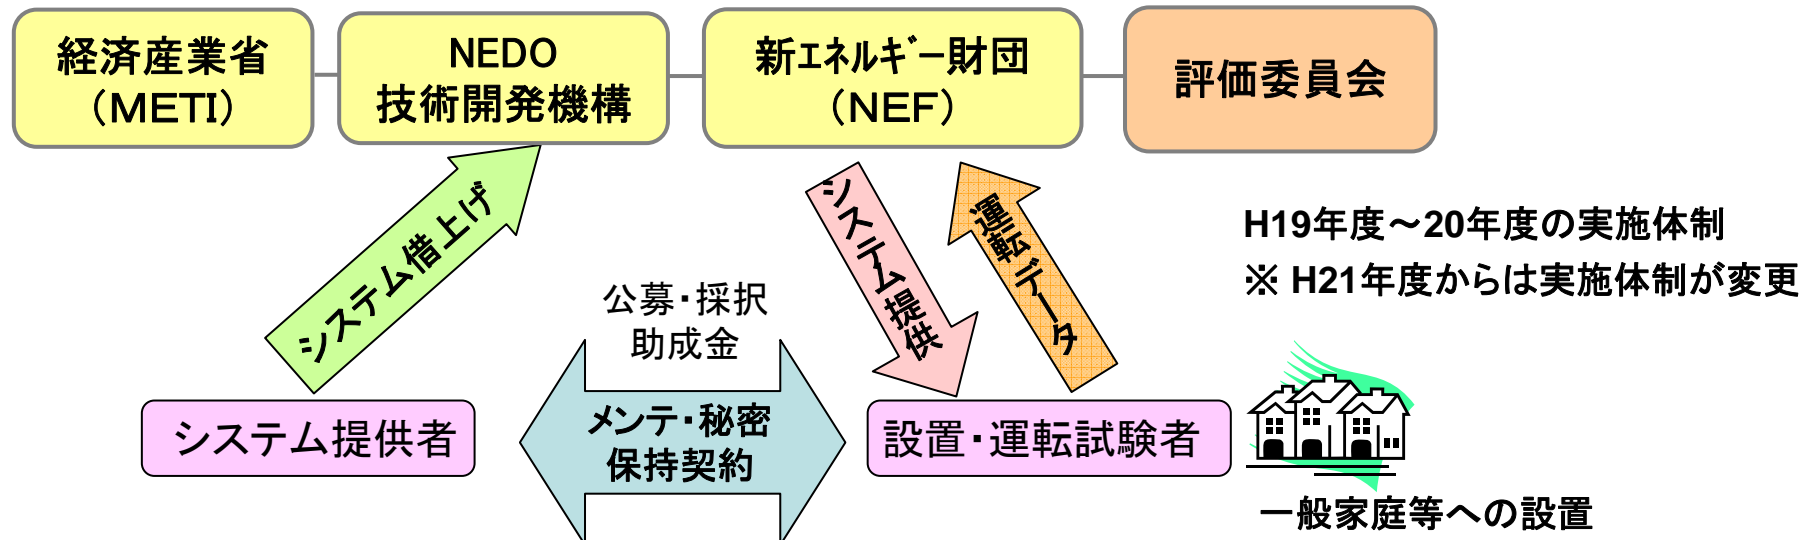 経済産業省
（METI）
NEDO
技術開発機構
新エネルギー財団
（NEF）
評価委員会
システム借上げ
システム提供
運転データ
H19年度～20年度の実施体制
※ H21年度からは実施体制が変更
公募・採択
助成金
システム提供者
メンテ・秘密
保持契約
設置・運転試験者
一般家庭等への設置